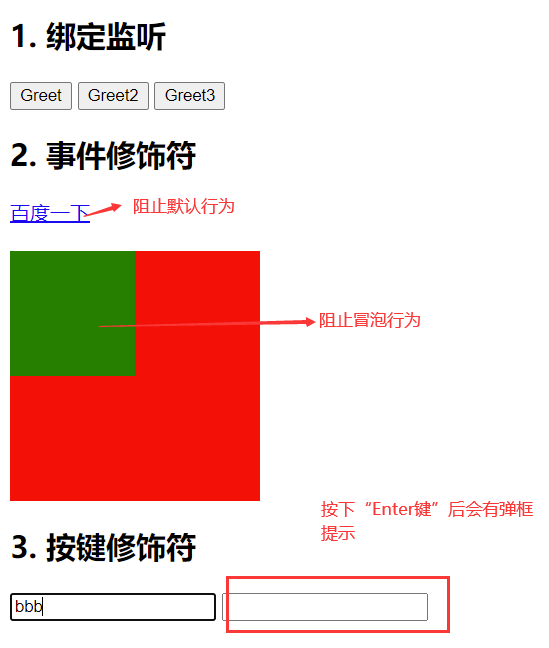 1. 绑定监听
Greet Greet2 Greet3
2. 事件修饰符
百度一下 阻止默认行为
阻止冒泡行为
按下“Enter键”后会有弹框
提示
3. 按键修饰符
bbb